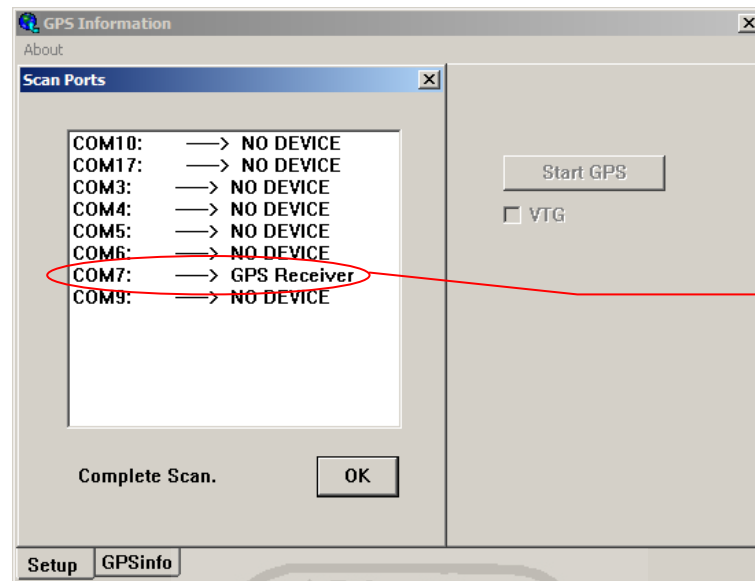 GPS Information
About
Scan Ports
COM10: ---> NO DEVICE
COM17: ---> NO DEVICE
COM3: ---> NO DEVICE
COM4: ---> NO DEVICE
COM5: ---> NO DEVICE
COM6: ---> NO DEVICE
COM7: ---> GPS Receiver
COM9: ---> NO DEVICE
Start GPS
VTG
Complete Scan.
OK
Setup
GPSinfo